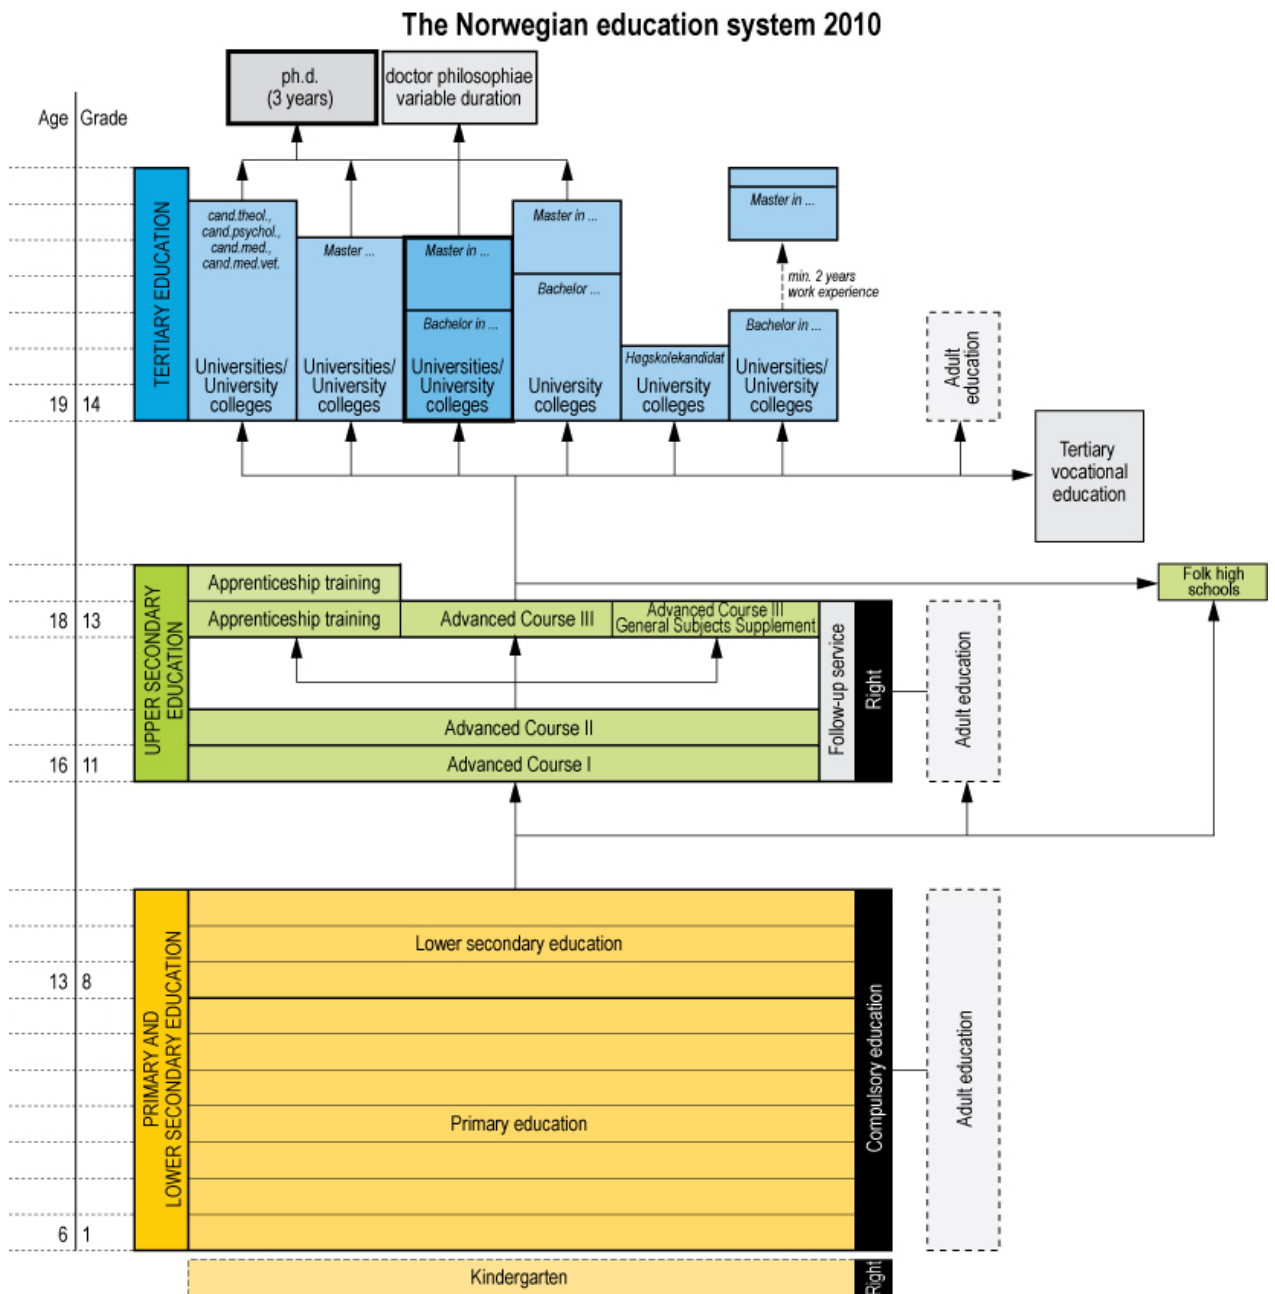 The Norwegian education system 2010
ph.d.
(3 years)
doctor philosophiae
variable duration
Age
Grade
TERTIARY EDUCATION
cand.theol.,
cand.psychol.,
cand.med.,
cand.med.vet.
Universities/
University
colleges
Master ...
Universities/
University
colleges
Master in ...
Bachelor in ...
Universities/
University
colleges
Master in ...
Bachelor ...
University
colleges
Høgskolekandidat
University
colleges
Master in ...
min. 2 years
work experience
Bachelor in ...
Universities/
University
colleges
Adult
education
19 14
Tertiary
vocational
education
UPPER SECONDARY
EDUCATION
Apprenticeship training
Folk high
schools
18 13
Apprenticeship training
Advanced Course III
Advanced Course III
General Subjects Supplement
Follow-up service
Right
Adult education
Advanced Course II
16 11
Advanced Course I
PRIMARY AND
LOWER SECONDARY EDUCATION
Lower secondary education
13 8
Compulsory education
Adult education
Primary education
6 1
Kindergarten
Right